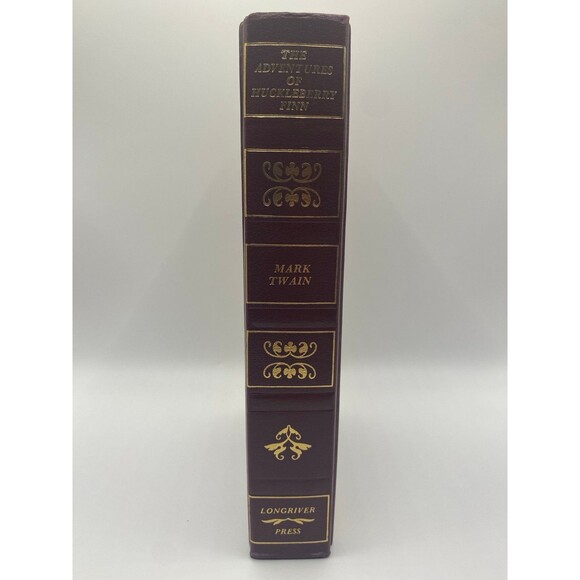 THE
ADVENTURES
OF
HUCKLEBERRY
FINN
MARK
TWAIN
LONGRIVER
PRESS